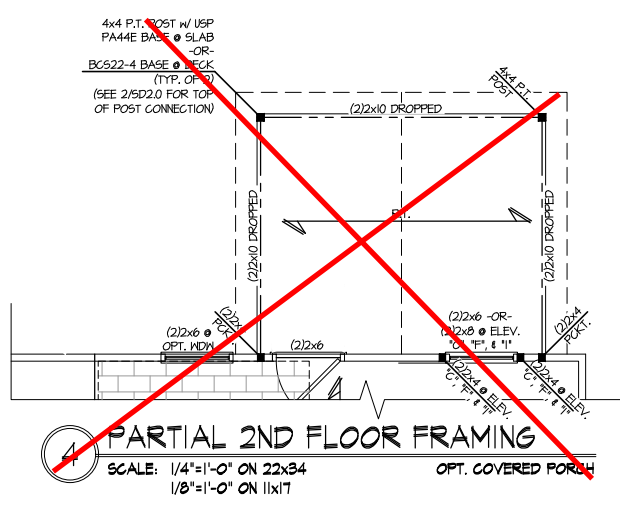 4x4 P.T. POST w/ USP
PA44E BASE @ SLAB
-OR-
BCS22-4 BASE @ DECK
(TYP. OF 2)
(SEE 2/SD2.0 FOR TOP
OF POST CONNECTION)
4x4 P.T.
POST
(2)2x10 DROPPED
(2)2x10 DROPPED
(2)2x10 DROPPED
P.T.
PCKT.
(2)2x6 @
OPT. WDW
(2)2x6
(2)2x6 -OR-
(2)2x8 @ ELEV.
"C", "F", & "I"
(2)2x4
PCKT.
(2)2x4 @ ELEV.
"C", "F", & "I"
(2)2x4 @ ELEV.
"C", "F", & "I"
4
PARTIAL 2ND FLOOR FRAMING
SCALE: 1/4"=1'-0" ON 22x34
OPT. COVERED PORCH
1/8"=1'-0" ON 11x17